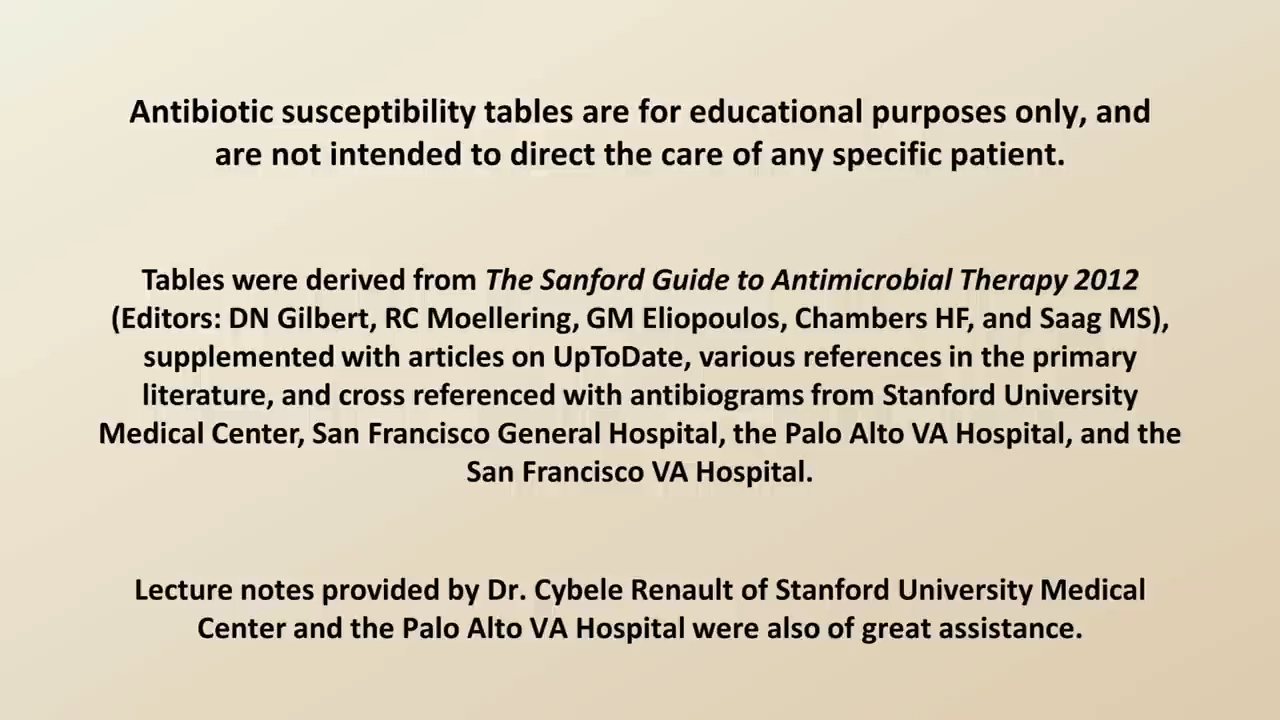 Antibiotic susceptibility tables are for educational purposes only, and
are not intended to direct the care of any specific patient.
Tables were derived from The Sanford Guide to Antimicrobial Therapy 2012
(Editors: DN Gilbert, RC Moellering, GM Eliopoulos, Chambers HF, and Saag MS),
supplemented with articles on UpToDate, various references in the primary
literature, and cross referenced with antibiograms from Stanford University
Medical Center, San Francisco General Hospital, the Palo Alto VA Hospital, and the
San Francisco VA Hospital.
Lecture notes provided by Dr. Cybele Renault of Stanford University Medical
Center and the Palo Alto VA Hospital were also of great assistance.